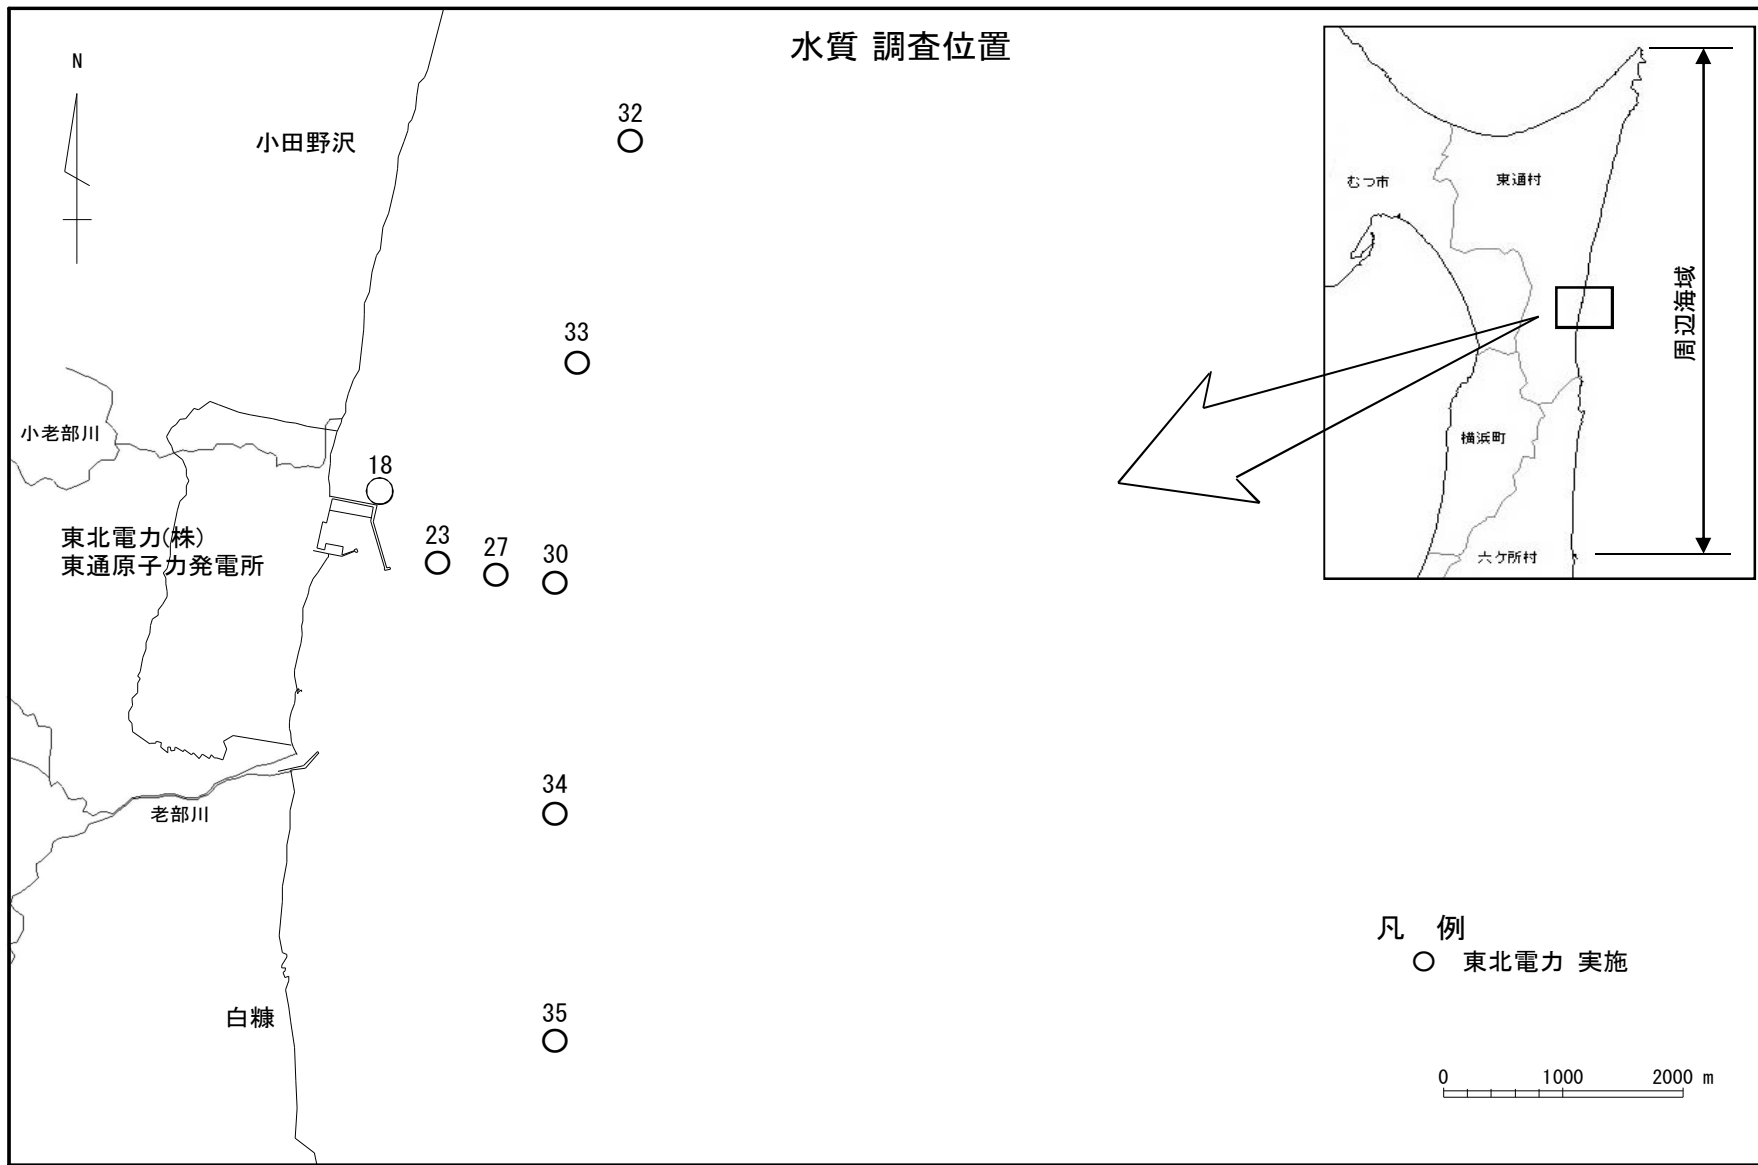 水質 調査位置
N
小田野沢
32
33
小老部川
18
東北電力(株)
東通原子力発電所
23
27
30
老部川
34
白糠
35
むつ市
東通村
横浜町
六ケ所村
周辺海域
凡 例
東北電力 実施
0 1000 2000 m